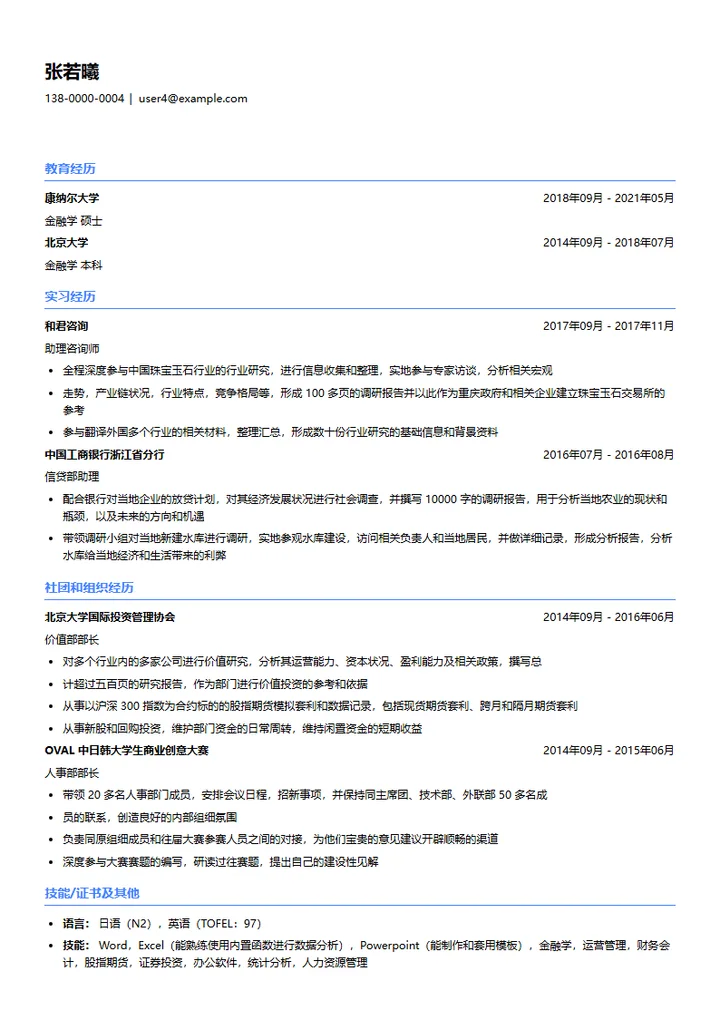 张若曦
138-0000-0004 | user4@example.com
教育经历
康纳尔大学 2018年09月 - 2021年05月
金融学 硕士
北京大学 2014年09月 - 2018年07月
金融学 本科
实习经历
和君咨询 2017年09月 - 2017年11月
助理咨询师
• 全程深度参与中国珠宝玉石行业的行业研究，进行信息收集和整理，实地参与专家访谈，分析相关宏观
• 走势，产业链状况，行业特点，竞争格局等，形成 100 多页的调研报告并以此作为重庆政府和相关企业建立珠宝玉石交易所的
参考
• 参与翻译外国多个行业的相关材料，整理汇总，形成数十份行业研究的基础信息和背景资料
中国工商银行浙江省分行 2016年07月 - 2016年08月
信贷部助理
• 配合银行对当地企业的放贷计划，对其经济发展状况进行社会调查，并撰写 10000 字的调研报告，用于分析当地农业的现状和
瓶颈，以及未来的方向和机遇
• 带领调研小组对当地新建水库进行调研，实地参观水库建设，访问相关负责人和当地居民，并做详细记录，形成分析报告，分析
水库给当地经济和生活带来的利弊
社团和组织经历
北京大学国际投资管理协会 2014年09月 - 2016年06月
价值部部长
• 对多个行业内的多家公司进行价值研究，分析其运营能力、资本状况、盈利能力及相关政策，撰写总
• 计超过五百页的研究报告，作为部门进行价值投资的参考和依据
• 从事以沪深 300 指数为合约标的的股指期货模拟套利和数据记录，包括现货期货套利、跨月和隔月期货套利
• 从事新股和回购投资，维护部门资金的日常周转，维持闲置资金的短期收益
OVAL 中日韩大学生商业创意大赛 2014年09月 - 2015年06月
人事部部长
• 带领 20 多名人事部门成员，安排会议日程，招新事项，并保持同主席团、技术部、外联部 50 多名成
• 员的联系，创造良好的内部组细氛围
• 负责同原组细成员和往届大赛参赛人员之间的对接，为他们宝贵的意见建议开辟顺畅的渠道
• 深度参与大赛赛题的编写，研读过往赛题，提出自己的建设性见解
技能/证书及其他
• 语言： 日语（N2），英语（TOFEL：97）
• 技能： Word，Excel（能熟练使用内置函数进行数据分析），Powerpoint（能制作和套用模板），金融学，运营管理，财务会
计，股指期货，证券投资，办公软件，统计分析，人力资源管理